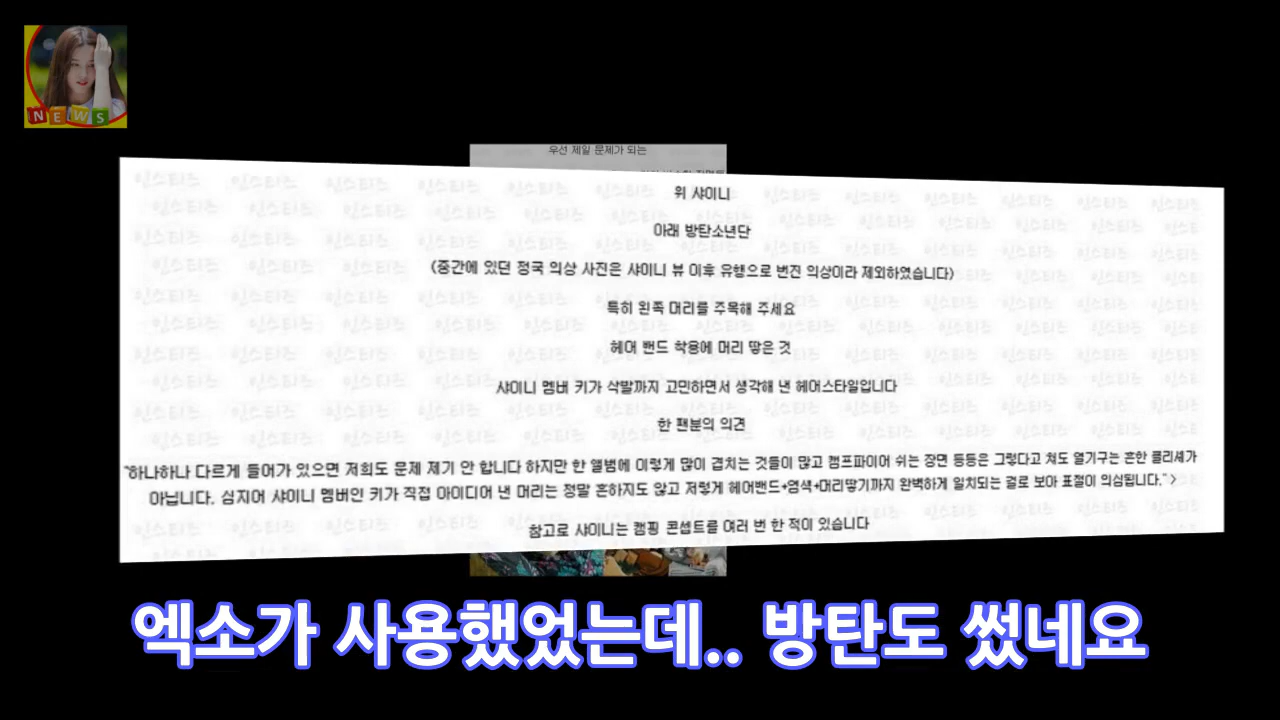 NEWS
우선 제일 문제가 되는
위 샤이니
아래 방탄소년단
(중간에 있던 정국 의상 사진은 샤이니 뷰 이후 유행으로 번진 의상이라 제외하였습니다)
특히 왼쪽 머리를 주목해 주세요
헤어 밴드 착용에 머리 땋은 것
샤이니 멤버 키가 삭발까지 고민하면서 생각해 낸 헤어스타일입니다
한 팬분의 의견
"하나하나 다르게 들어가 있으면 저희도 문제 제기 안 합니다 하지만 한 앨범에 이렇게 많이 겹치는 것들이 많고 캠프파이어 쉬는 장면 등등은 그렇다고 쳐도 열기구는 흔한 클리셰가
아닙니다. 심지어 샤이니 멤버인 키가 직접 아이디어 낸 머리는 정말 흔하지도 않고 저렇게 헤어밴드+염색+머리땋기까지 완벽하게 일치되는 걸로 보아 표절이 의심됩니다.">
참고로 샤이니는 캠핑 콘셉트를 여러 번 한 적이 있습니다
엑소가 사용했었는데.. 방탄도 썼네요